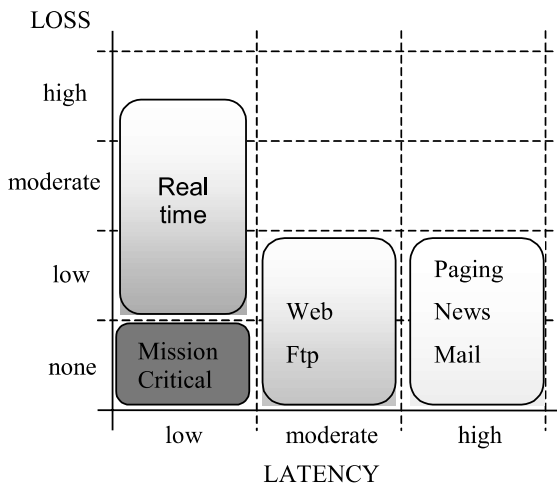 LOSS
high
moderate
low
none
Real
time
Mission
Critical
Web
Ftp
Paging
News
Mail
low
moderate
high
LATENCY